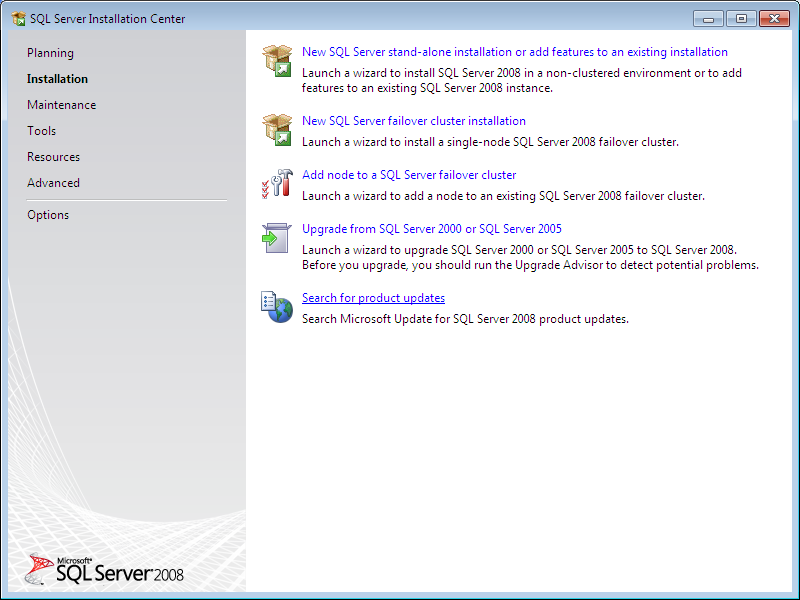 SQL Server Installation Center
Planning
Installation
Maintenance
Tools
Resources
Advanced
Options
New SQL Server stand-alone installation or add features to an existing installation
Launch a wizard to install SQL Server 2008 in a non-clustered environment or to add
features to an existing SQL Server 2008 instance.
New SQL Server failover cluster installation
Launch a wizard to install a single-node SQL Server 2008 failover cluster.
Add node to a SQL Server failover cluster
Launch a wizard to add a node to an existing SQL Server 2008 failover cluster.
Upgrade from SQL Server 2000 or SQL Server 2005
Launch a wizard to upgrade SQL Server 2000 or SQL Server 2005 to SQL Server 2008.
Before you upgrade, you should run the Upgrade Advisor to detect potential problems.
Search for product updates
Search Microsoft Update for SQL Server 2008 product updates.
Microsoft®
SQL Server® 2008